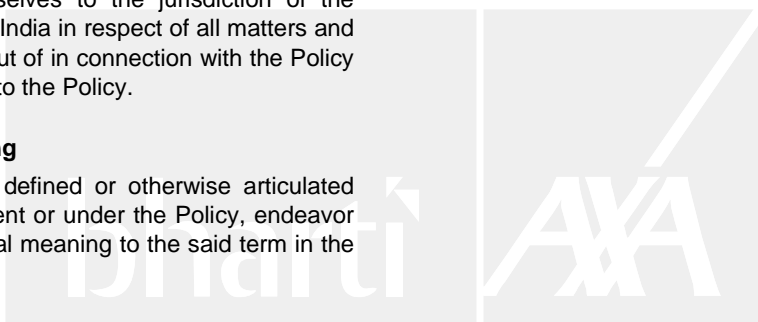 selves to the jurisdiction of the
India in respect of all matters and
ut of in connection with the Policy
to the Policy.
g
defined or otherwise articulated
ent or under the Policy, endeavor
al meaning to the said term in the
bharti AXA